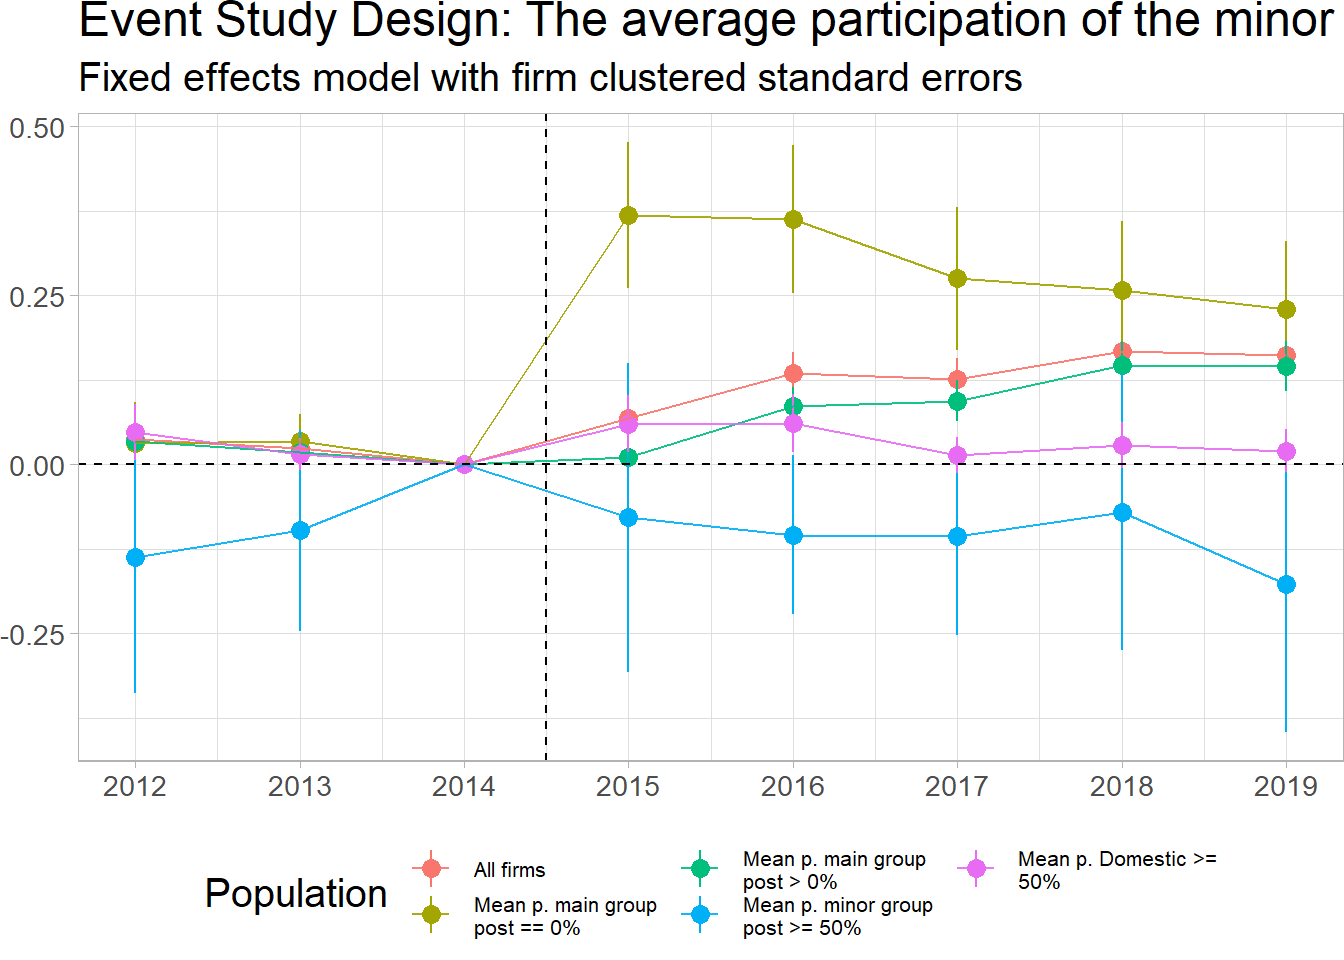 Event Study Design: The average participation of the minor
Fixed effects model with firm clustered standard errors
0.50
0.25
0.00
-0.25
2012 2013 2014 2015 2016 2017 2018 2019
Population
All firms
Mean p. main group
post == 0%
Mean p. main group
post > 0%
Mean p. minor group
post >= 50%
Mean p. Domestic >=
50%